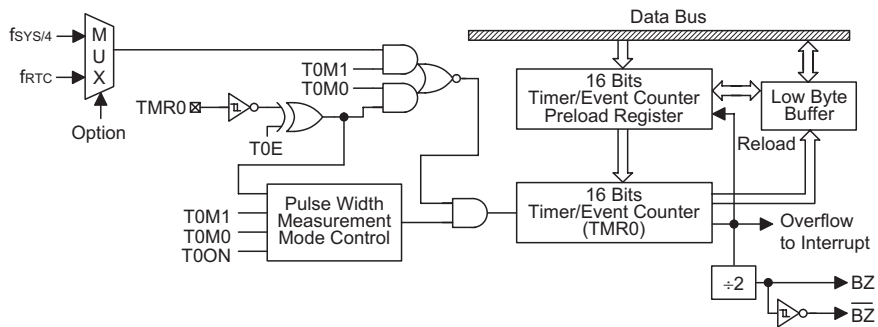 Data Bus
fSYS/4
fRTC
M
U
X
Option
T0M1
T0M0
TMR0
T0E
16 Bits
Timer/Event Counter
Preload Register
Low Byte
Buffer
Reload
T0M1
T0M0
T0ON
Pulse Width
Measurement
Mode Control
16 Bits
Timer/Event Counter
(TMR0)
Overflow
to Interrupt
÷2
BZ
B̅Z̅